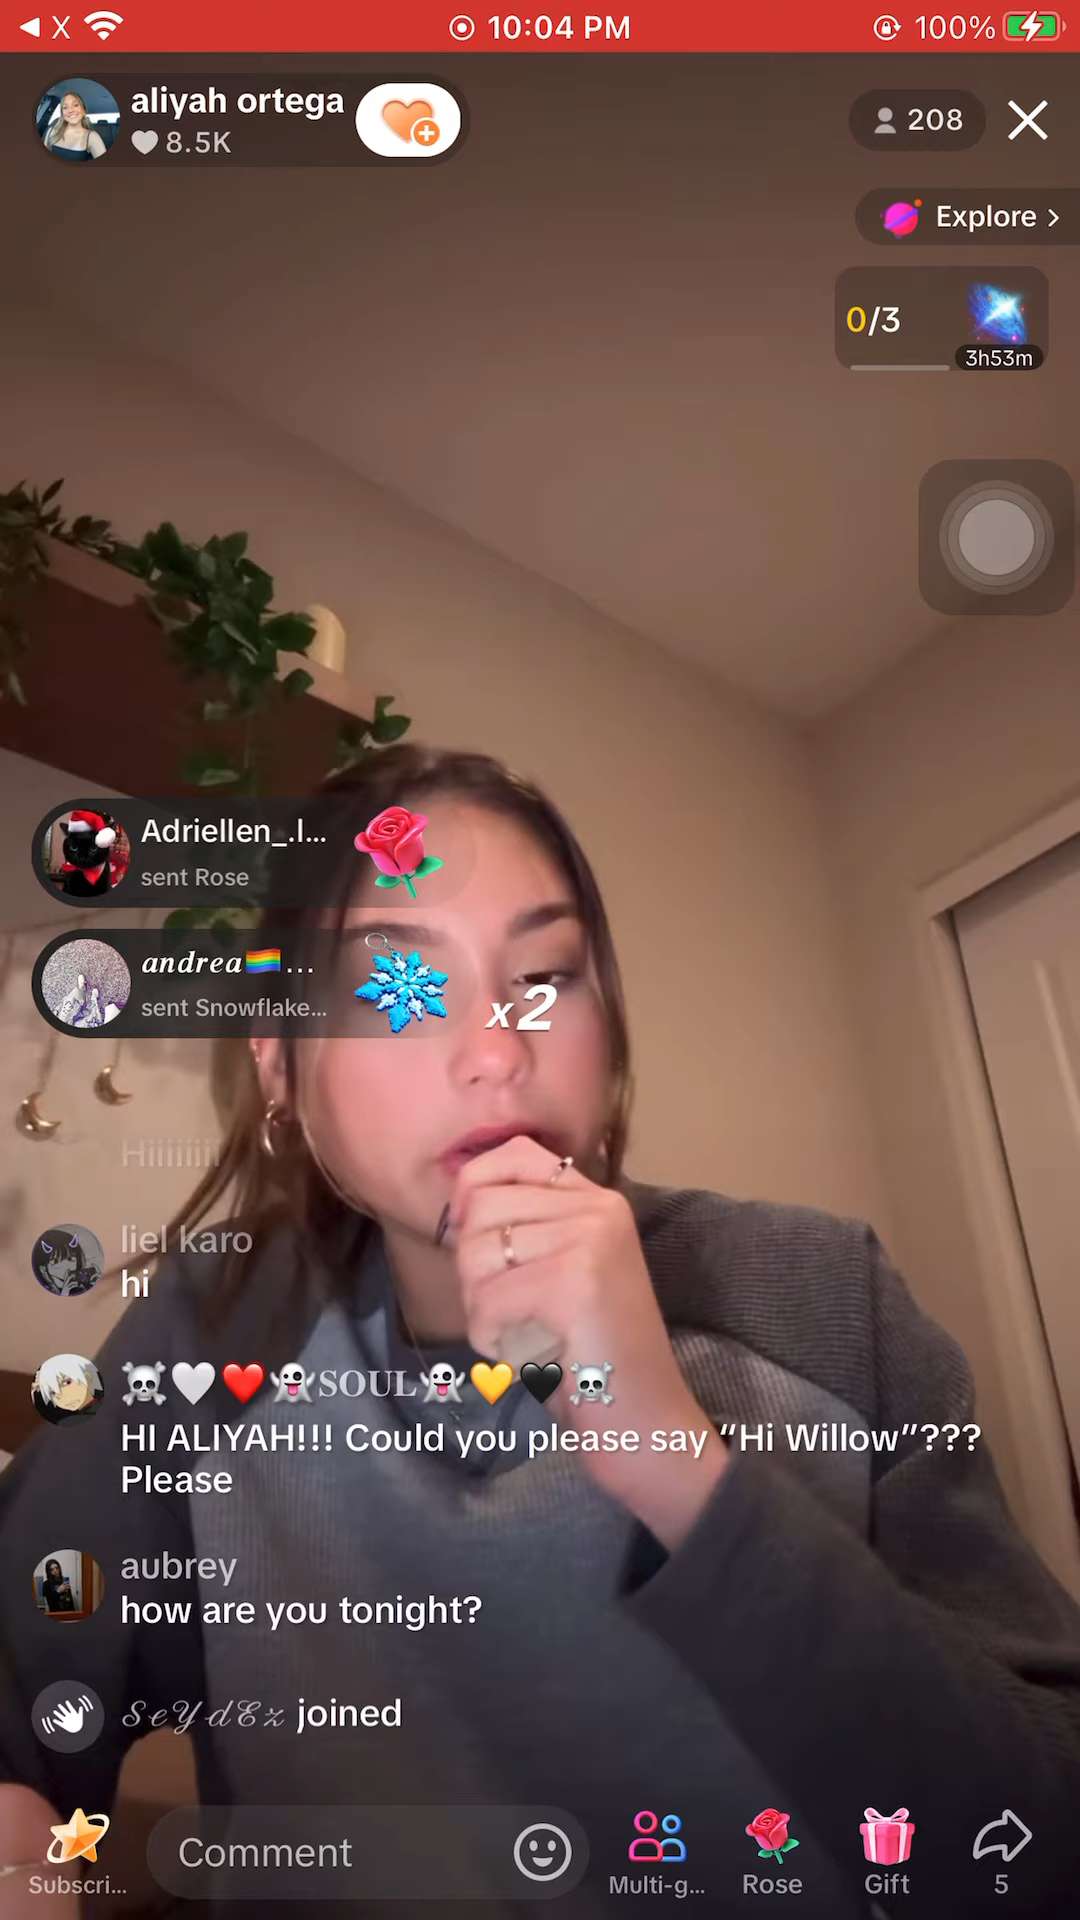 X 10:04 PM 100%
aliyah ortega
8.5K
208
Explore
0/3
3h53m
Adriellen_.l...
sent Rose
andrea🏳️‍🌈...
sent Snowflake...
x2
Hiiiiiiii
liel karo
hi
☠️🤍❤️👻SOUL👻💛🖤☠️
HI ALIYAH!!! Could you please say “Hi Willow”???
Please
aubrey
how are you tonight?
𝒮ℯ𝒴𝒹ℰ𝓏 joined
Comment
Subscri...
Multi-g...
Rose
Gift
5